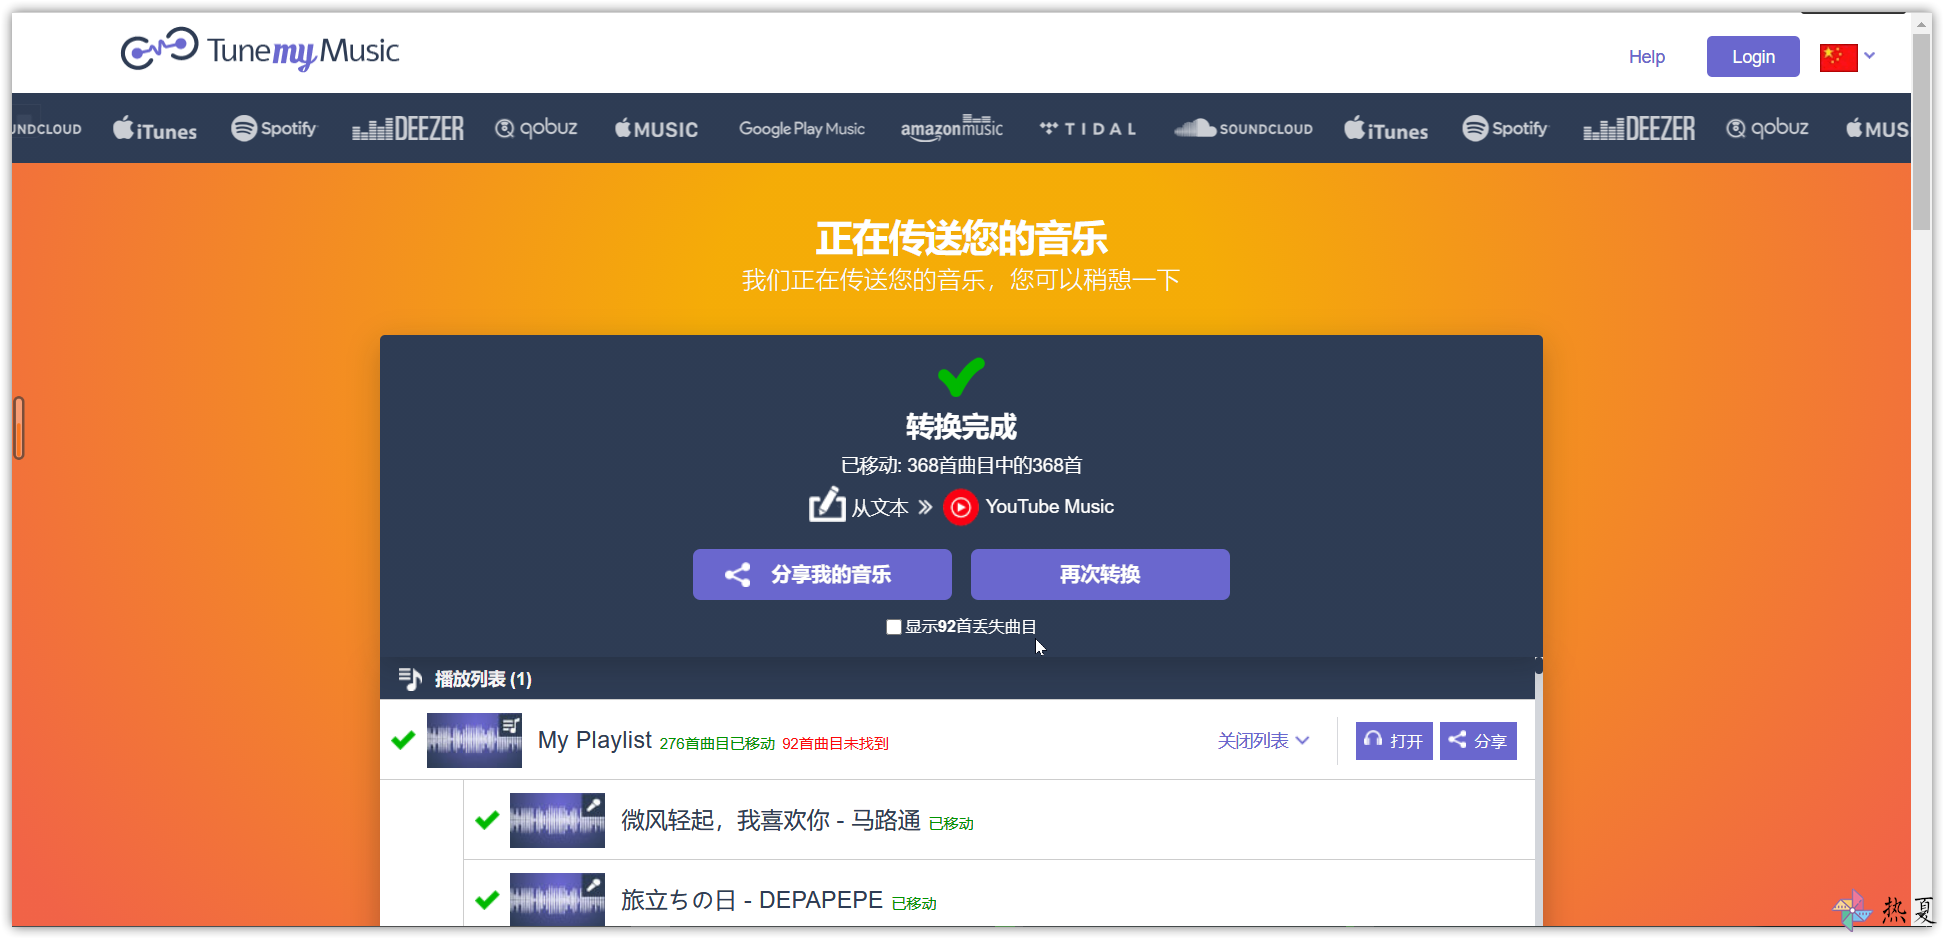 TunemyMusic
Help
Login
UNDCLOUD iTunes Spotify DEEZER qobuz MUSIC Google Play Music amazon music TIDAL SOUNDCLOUD iTunes Spotify DEEZER qobuz MUS
正在传送您的音乐
我们正在传送您的音乐，您可以稍憩一下
转换完成
已移动: 368首曲目中的368首
从文本 » YouTube Music
分享我的音乐
再次转换
显示92首丢失曲目
播放列表 (1)
My Playlist 276首曲目已移动 92首曲目未找到 关闭列表 打开 分享
微风轻起，我喜欢你 - 马路通 已移动
旅立ちの日 - DEPAPEPE 已移动
热夏